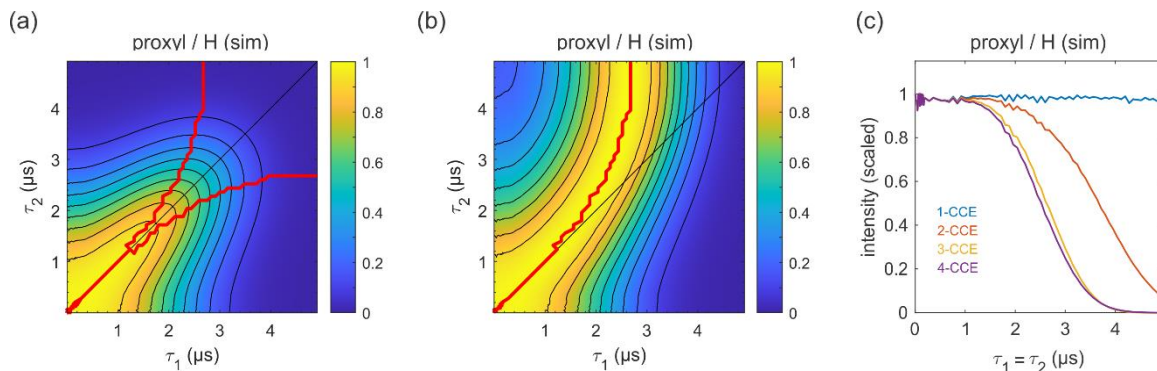 (a)
proxyl / H (sim)
τ2 (µs)
4
3
2
1
1 2 3 4
τ1 (µs)
1
0.8
0.6
0.4
0.2
0
(b)
proxyl / H (sim)
τ2 (µs)
4
3
2
1
1 2 3 4
τ1 (µs)
1
0.8
0.6
0.4
0.2
0
(c)
proxyl / H (sim)
intensity (scaled)
1
0.8
0.6
0.4
0.2
0
1-CCE
2-CCE
3-CCE
4-CCE
0 1 2 3 4
τ1 = τ2 (µs)